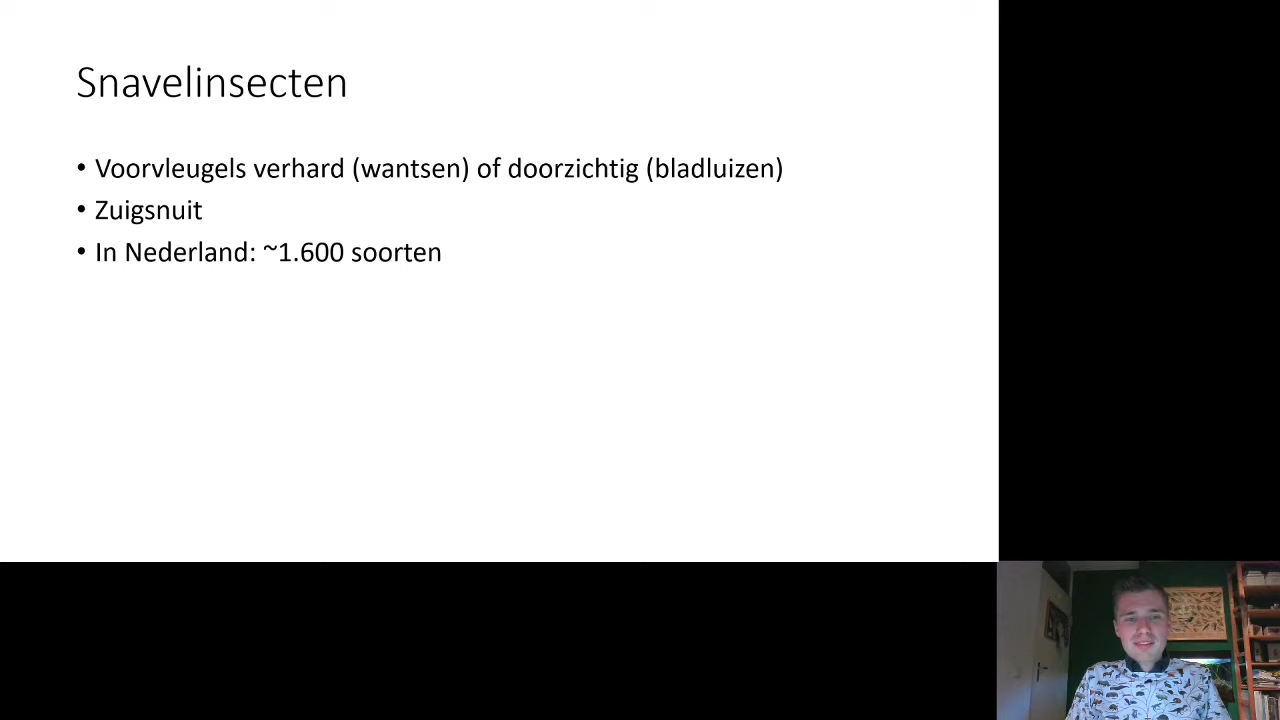 Snavelinsecten
• Voorvleugels verhard (wantsen) of doorzichtig (bladluizen)
• Zuigsnuit
• In Nederland: ~1.600 soorten